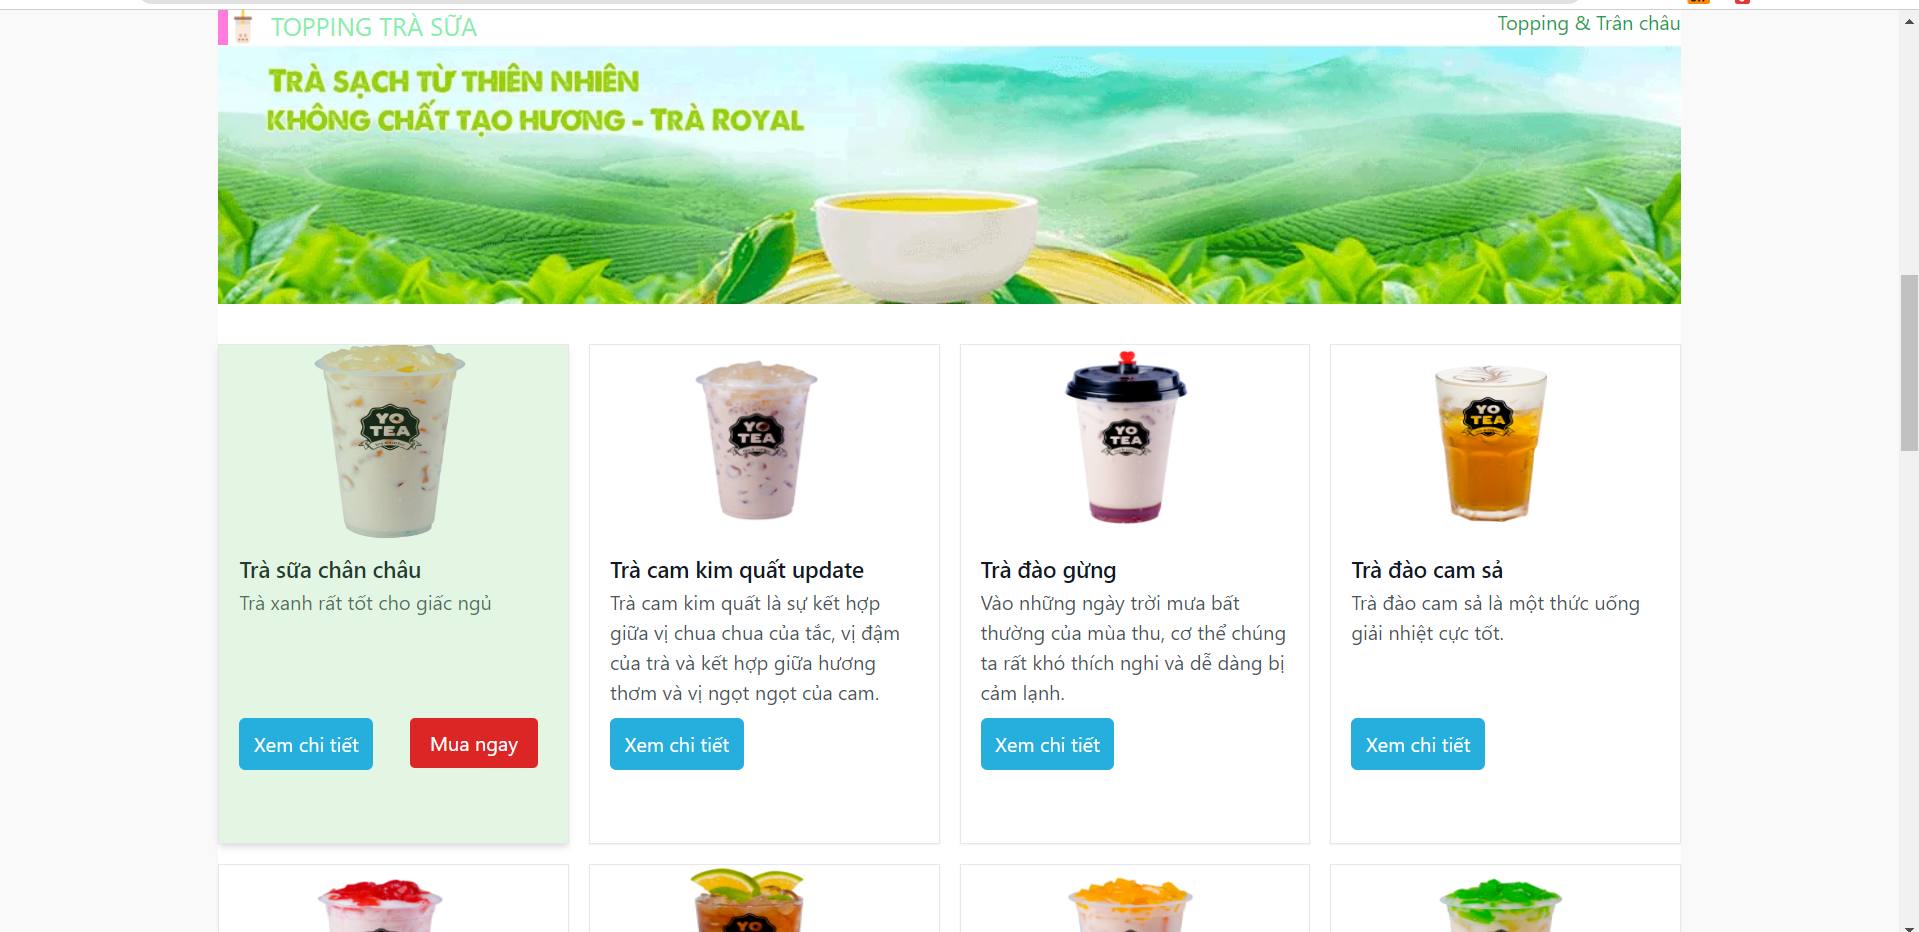 TOPPING TRÀ SỮA
Topping & Trân châu
TRÀ SẠCH TỪ THIÊN NHIÊN
KHÔNG CHẤT TẠO HƯƠNG - TRÀ ROYAL
YO
TEA
YO
TEA
YO
TEA
YO
TEA
Trà sữa chân châu
Trà xanh rất tốt cho giấc ngủ
Xem chi tiết
Mua ngay
Trà cam kim quất update
Trà cam kim quất là sự kết hợp
giữa vị chua chua của tắc, vị đậm
của trà và kết hợp giữa hương
thơm và vị ngọt ngọt của cam.
Xem chi tiết
Trà đào gừng
Vào những ngày trời mưa bất
thường của mùa thu, cơ thể chúng
ta rất khó thích nghi và dễ dàng bị
cảm lạnh.
Xem chi tiết
Trà đào cam sả
Trà đào cam sả là một thức uống
giải nhiệt cực tốt.
Xem chi tiết
YO